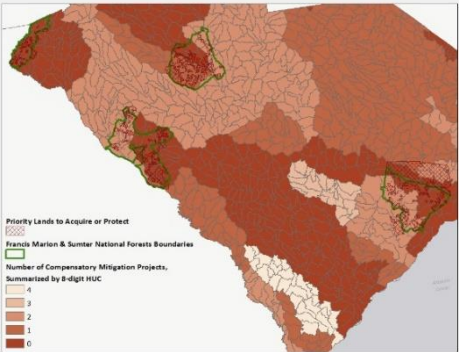 Priority Lands to Acquire or Protect
Francis Marion & Sumter National Forests Boundaries
Number of Compensatory Mitigation Projects,
Summarized by 8-digit HUC
4
3
2
1
0